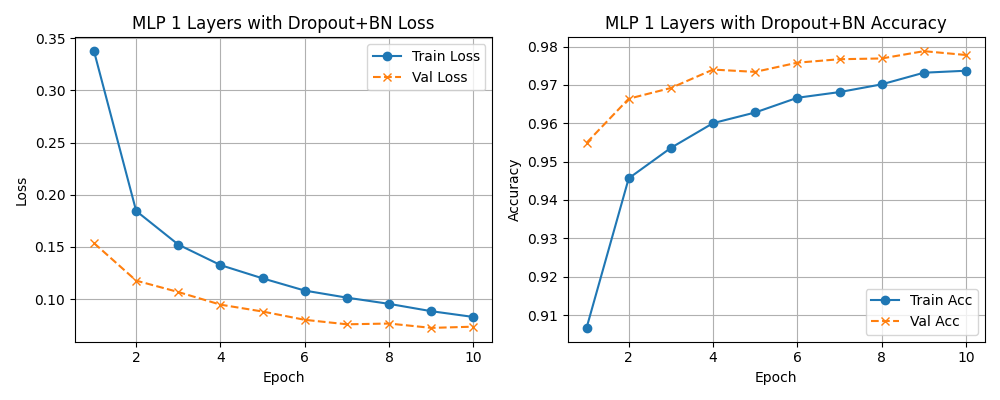 MLP 1 Layers with Dropout+BN Loss
0.35
0.30
0.25
0.20
0.15
0.10
Loss
2 4 6 8 10
Epoch
Train Loss
Val Loss
MLP 1 Layers with Dropout+BN Accuracy
0.98
0.97
0.96
0.95
0.94
0.93
0.92
0.91
Accuracy
2 4 6 8 10
Epoch
Train Acc
Val Acc